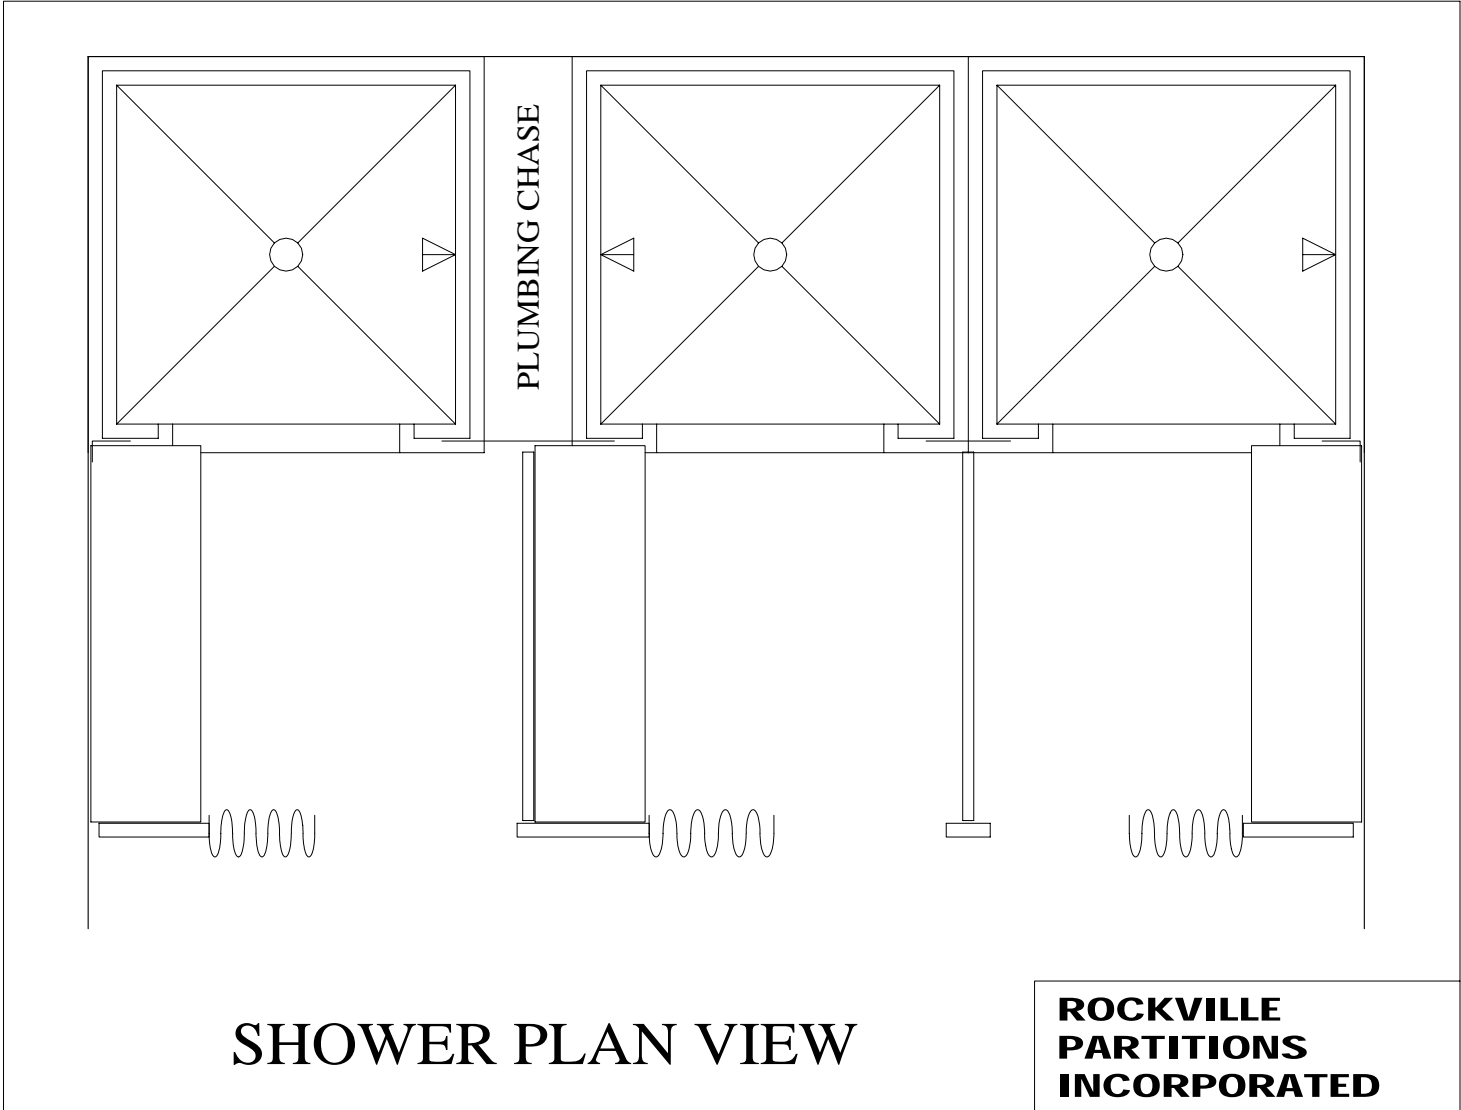 PLUMBING CHASE
SHOWER PLAN VIEW
ROCKVILLE
PARTITIONS
INCORPORATED